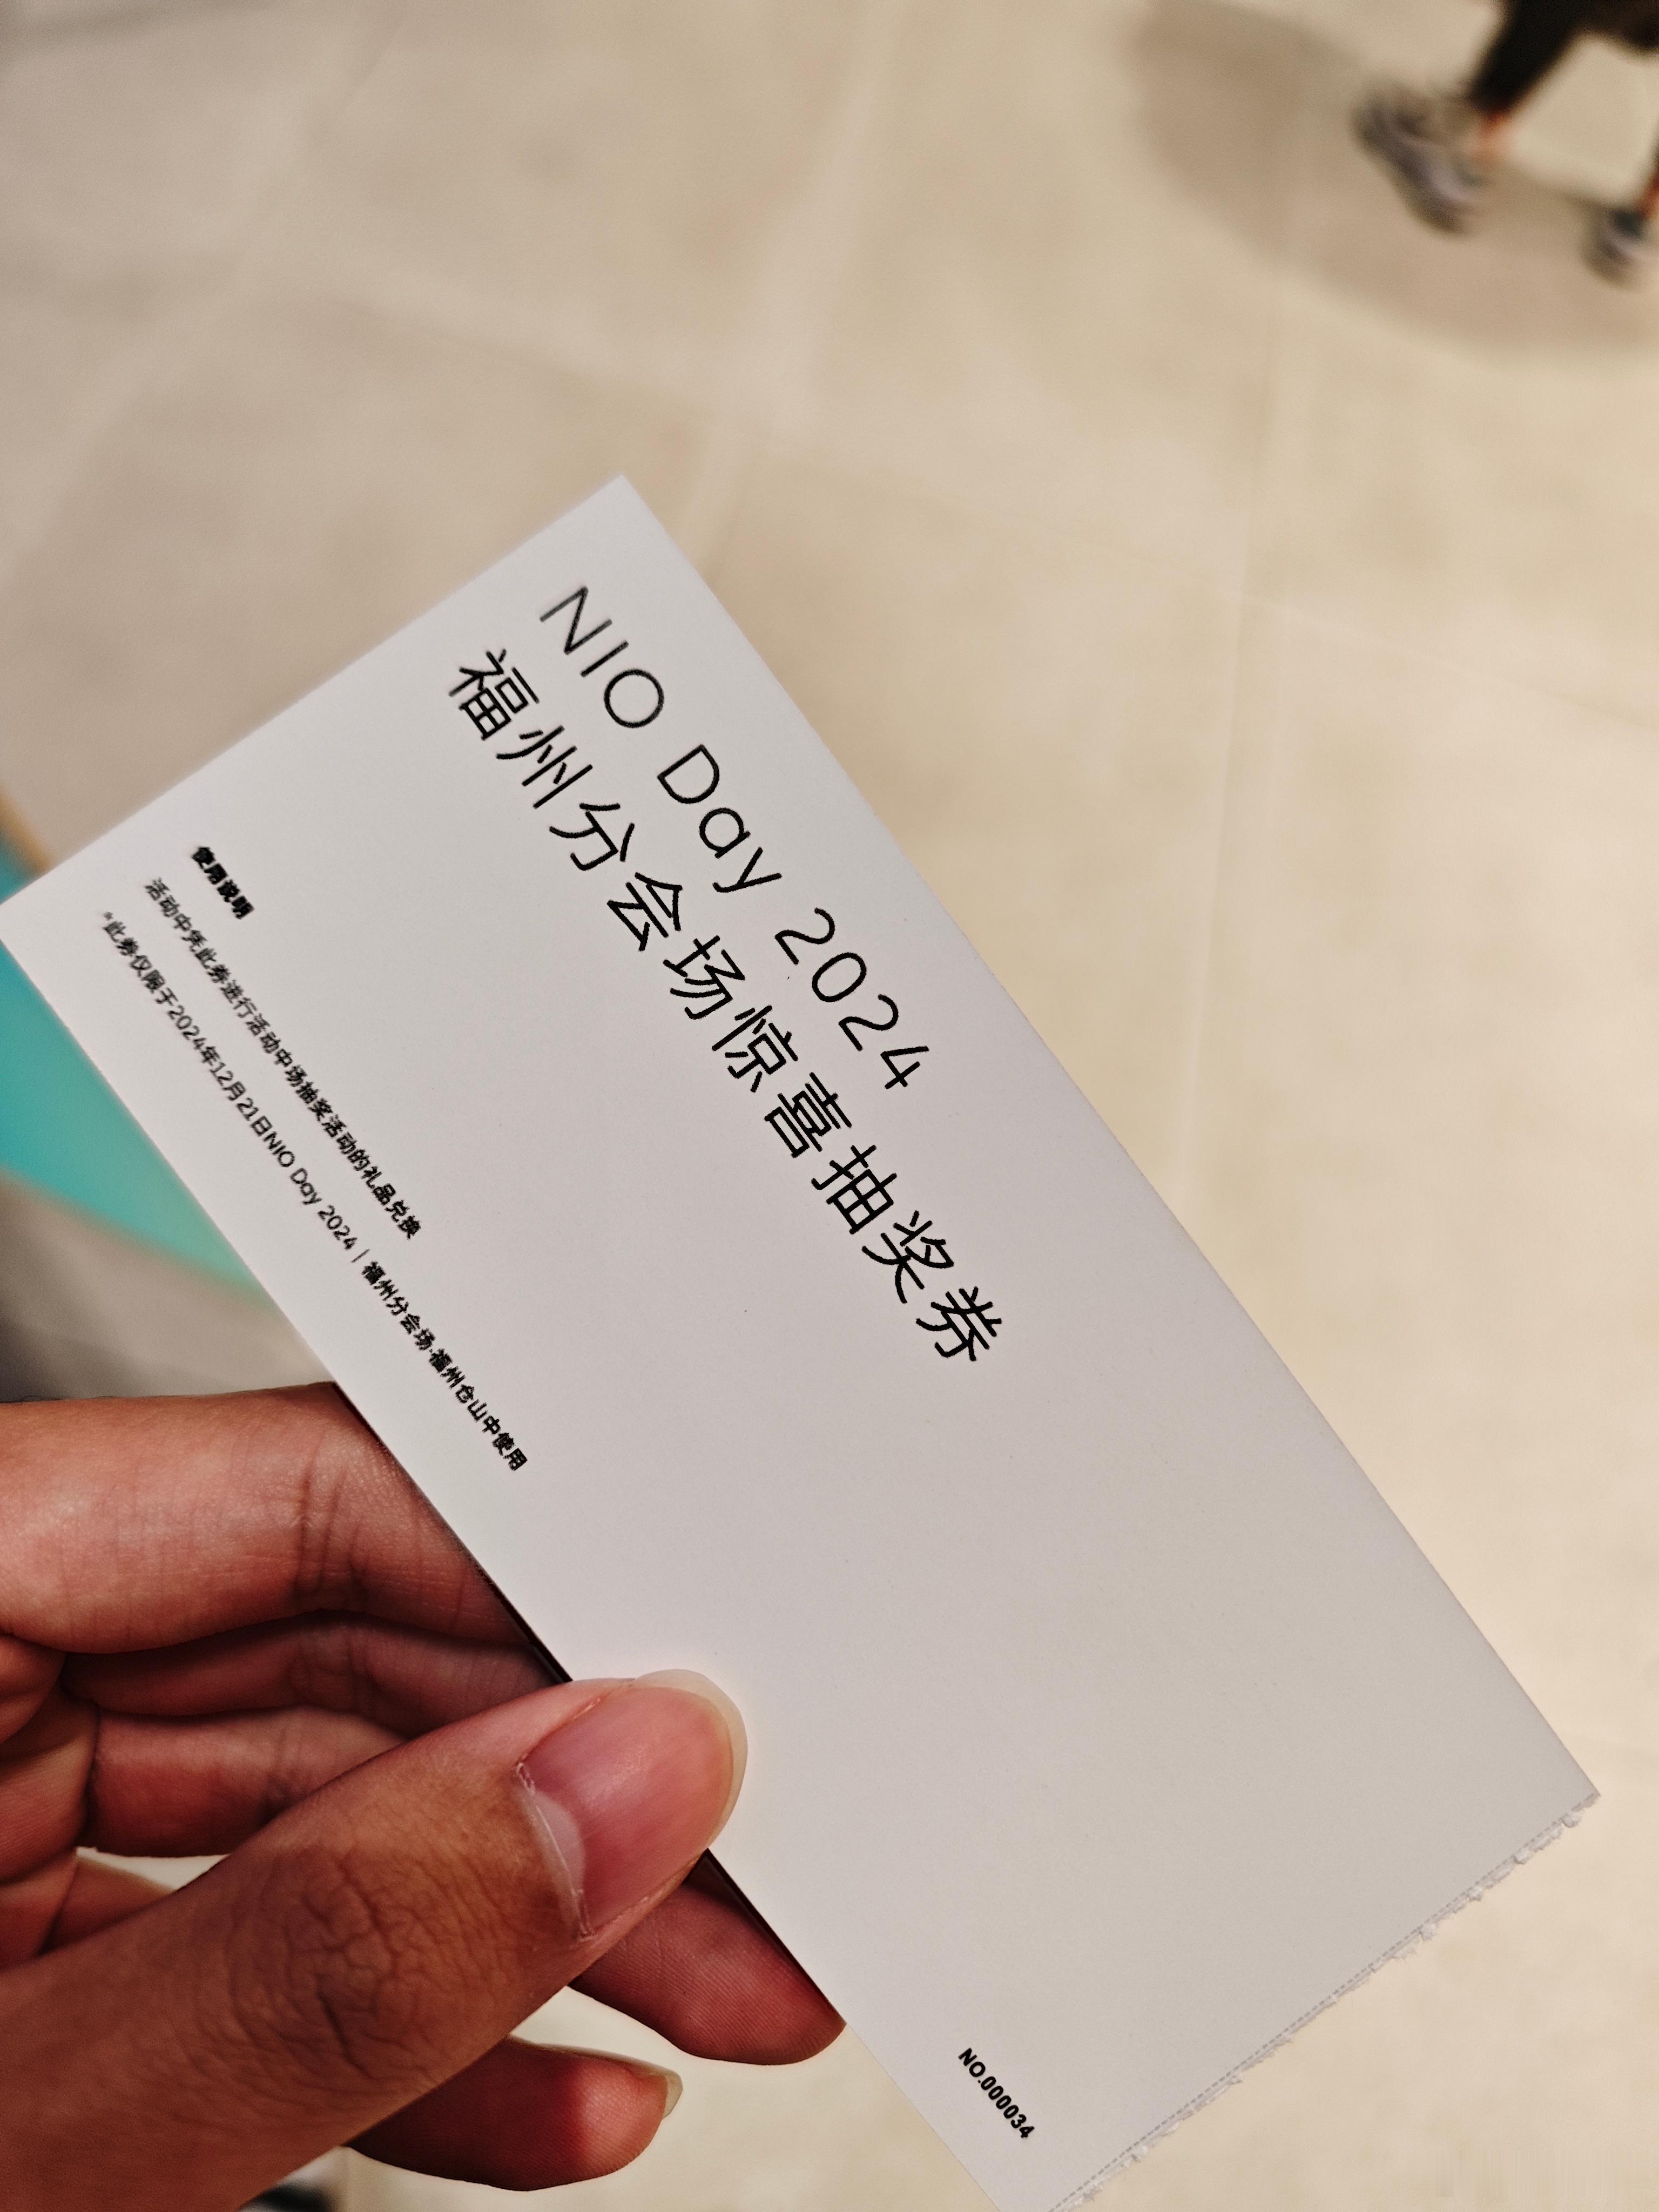 NIO Day 2024
福州分会场惊喜抽奖券
使用说明
活动中凭此券进行活动中场抽奖活动的礼品兑换
*此券仅限于2024年12月21日NIO Day 2024 | 福州分会场·福州仓山中使用
NO.000034